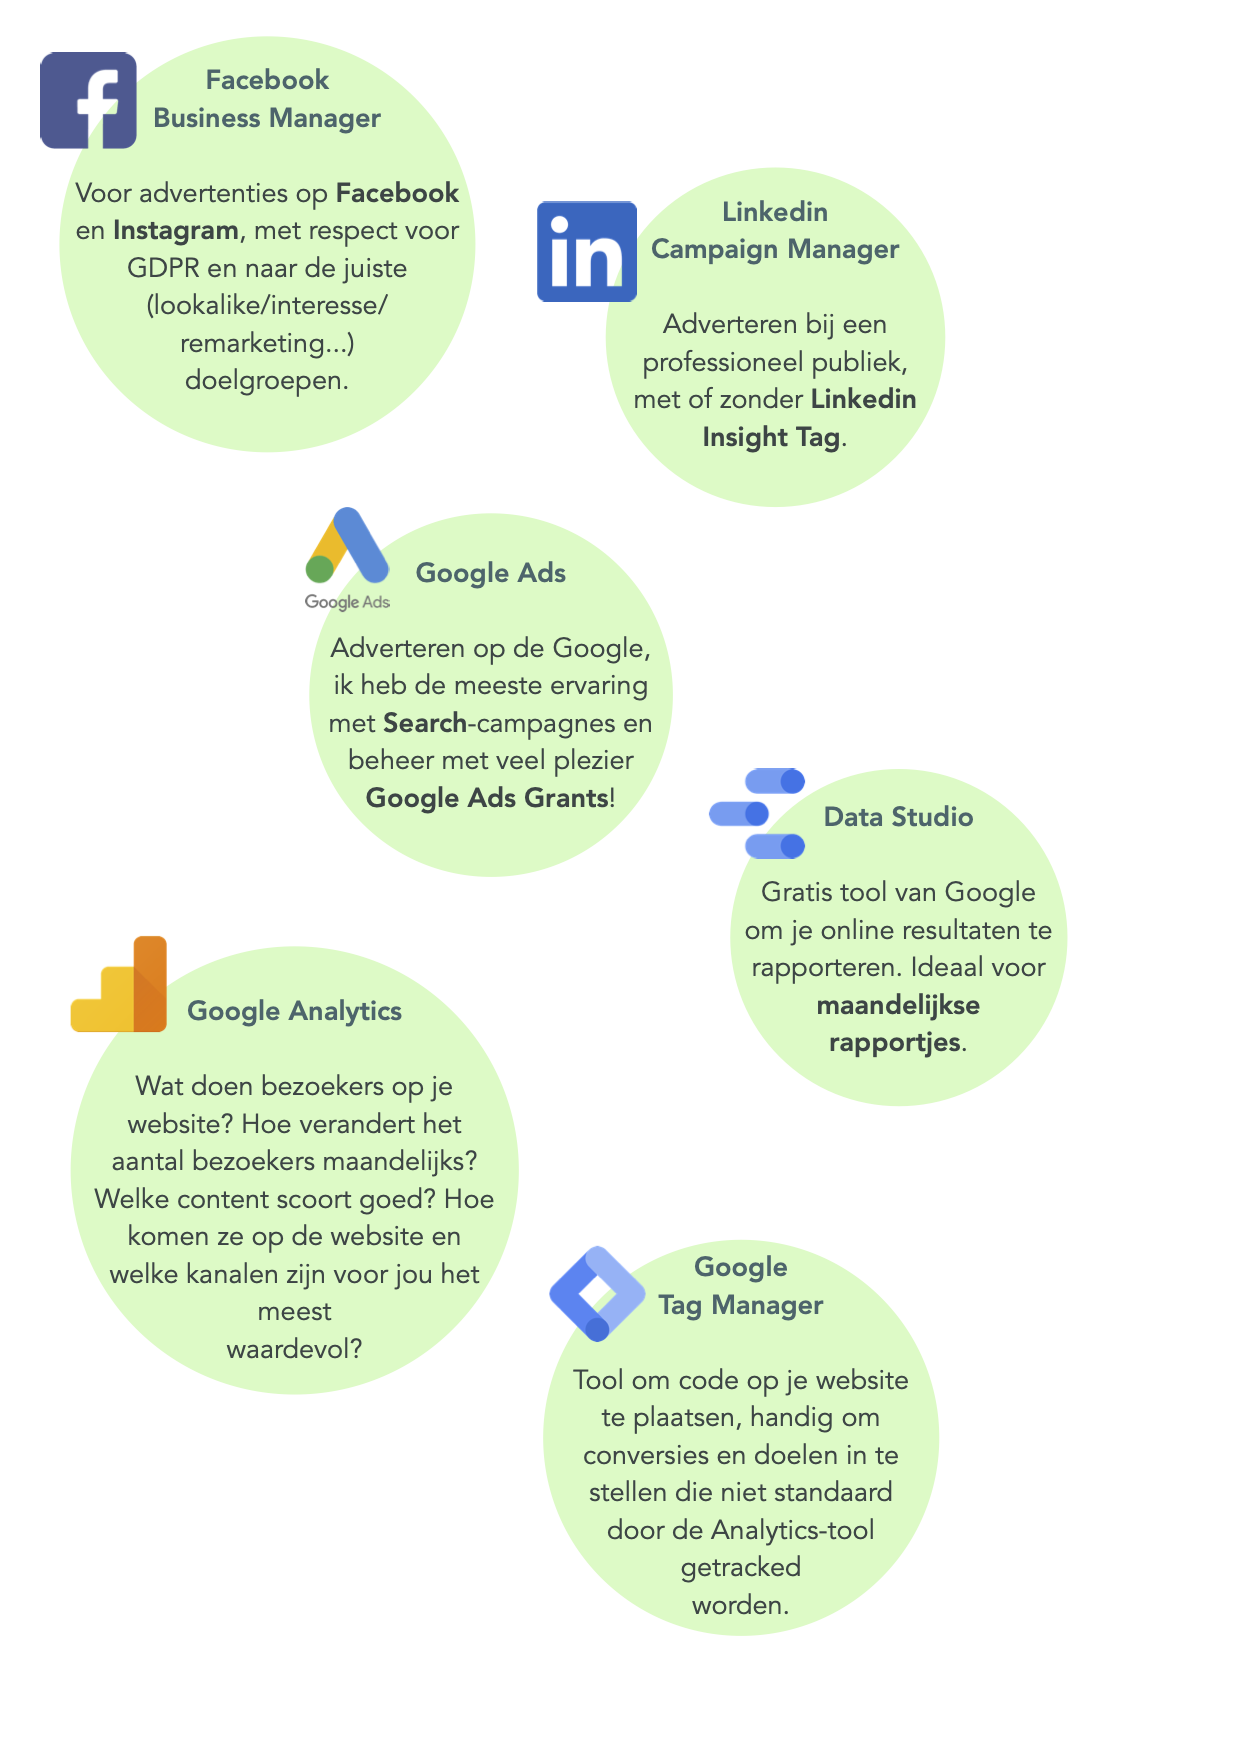 Facebook
Business Manager
Voor advertenties op Facebook
en Instagram, met respect voor
GDPR en naar de juiste
(lookalike/interesse/
remarketing...)
doelgroepen.
Linkedin
Campaign Manager
Adverteren bij een
professioneel publiek,
met of zonder Linkedin
Insight Tag.
Google Ads
Google Ads
Adverteren op de Google,
ik heb de meeste ervaring
met Search-campagnes en
beheer met veel plezier
Google Ads Grants!
Data Studio
Gratis tool van Google
om je online resultaten te
rapporteren. Ideaal voor
maandelijkse
rapportjes.
Google Analytics
Wat doen bezoekers op je
website? Hoe verandert het
aantal bezoekers maandelijks?
Welke content scoort goed? Hoe
komen ze op de website en
welke kanalen zijn voor jou het
meest
waardevol?
Google
Tag Manager
Tool om code op je website
te plaatsen, handig om
conversies en doelen in te
stellen die niet standaard
door de Analytics-tool
getracked
worden.